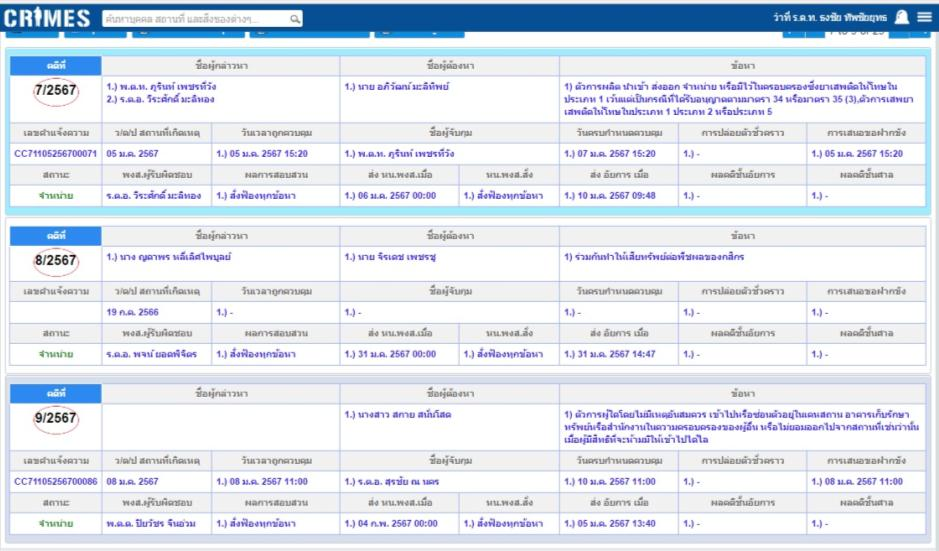 CRIMES ค้นหาบุคคล สถานที่ และสิ่งของต่างๆ... ว่าที่ ร.ต.ท. ธงชัย ทัพชัยยุทธ
คดีที่ ชื่อผู้กล่าวหา ชื่อผู้ต้องหา ข้อหา
7/2567 1.) พ.ต.ท. ภูรินท์ เพชรที่วัง 1.) นาย อภิวัฒน์ มะลิทิพย์ 1) ตัวการผลิต นำเข้า ส่งออก จำหน่าย หรือมีไว้ในครอบครองซึ่งยาเสพติดให้โทษใน
2.) ร.ต.อ. วีระศักดิ์ มะลิทอง ประเภท 1 เว้นแต่เป็นกรณีที่ได้รับอนุญาตตามมาตรา 34 หรือมาตรา 35 (3),ตัวการเสพยา
เสพติดให้โทษในประเภท 1 ประเภท 2 หรือประเภท 5
เลขคำแจ้งความ ว/ด/ป สถานที่เกิดเหตุ วันเวลาถูกควบคุม ชื่อผู้จับกุม วันครบกำหนดควบคุม การปล่อยตัวชั่วคราว การเสนอขอฝากขัง
CC71105256700071 05 ม.ค. 2567 1.) 05 ม.ค. 2567 15:20 1.) พ.ต.ท. ภูรินท์ เพชรที่วัง 1.) 07 ม.ค. 2567 15:20 1.) - 1.) 05 ม.ค. 2567 15:20
สถานะ พงส.ผู้รับผิดชอบ ผลการสอบสวน ส่ง หน.พงส.เมื่อ หน.พงส.สั่ง ส่ง อัยการ เมื่อ ผลคดีชั้นอัยการ ผลคดีชั้นศาล
จำหน่าย ร.ต.อ. วีระศักดิ์ มะลิทอง 1.) สั่งฟ้องทุกข้อหา 1.) 06 ม.ค. 2567 00:00 1.) สั่งฟ้องทุกข้อหา 1.) 10 ม.ค. 2567 09:48 1.) - 1.) -
คดีที่ ชื่อผู้กล่าวหา ชื่อผู้ต้องหา ข้อหา
8/2567 1.) นาง ญดาพร หลี้เลิศไพบูลย์ 1.) นาย จิรเดช เพชรชู 1) ร่วมกันทำให้เสียทรัพย์ต่อพืชผลของกสิกร
เลขคำแจ้งความ ว/ด/ป สถานที่เกิดเหตุ วันเวลาถูกควบคุม ชื่อผู้จับกุม วันครบกำหนดควบคุม การปล่อยตัวชั่วคราว การเสนอขอฝากขัง
19 ก.ค. 2566 1.) - 1.) - 1.) - 1.) - 1.) -
สถานะ พงส.ผู้รับผิดชอบ ผลการสอบสวน ส่ง หน.พงส.เมื่อ หน.พงส.สั่ง ส่ง อัยการ เมื่อ ผลคดีชั้นอัยการ ผลคดีชั้นศาล
จำหน่าย ร.ต.อ. พจน์ ยอดพิจิตร 1.) สั่งฟ้องทุกข้อหา 1.) 31 ม.ค. 2567 00:00 1.) สั่งฟ้องทุกข้อหา 1.) 31 ม.ค. 2567 14:47 1.) - 1.) -
คดีที่ ชื่อผู้กล่าวหา ชื่อผู้ต้องหา ข้อหา
9/2567 1.) นางสาว สกาย สนั่นโสต 1) ตัวการผู้ใดโดยไม่มีเหตุอันสมควร เข้าไปหรือซ่อนตัวอยู่ในเคหสถาน อาคารเก็บรักษา
ทรัพย์หรือสำนักงานในความครอบครองของผู้อื่น หรือไม่ยอมออกไปจากสถานที่เช่นว่านั้น
เมื่อผู้มีสิทธิที่จะห้ามมิให้เข้าไปได้ไล
เลขคำแจ้งความ ว/ด/ป สถานที่เกิดเหตุ วันเวลาถูกควบคุม ชื่อผู้จับกุม วันครบกำหนดควบคุม การปล่อยตัวชั่วคราว การเสนอขอฝากขัง
CC71105256700086 08 ม.ค. 2567 1.) 08 ม.ค. 2567 11:00 1.) ร.ต.อ. สุรชัย ณ นคร 1.) 10 ม.ค. 2567 11:00 1.) - 1.) 08 ม.ค. 2567 11:00
สถานะ พงส.ผู้รับผิดชอบ ผลการสอบสวน ส่ง หน.พงส.เมื่อ หน.พงส.สั่ง ส่ง อัยการ เมื่อ ผลคดีชั้นอัยการ ผลคดีชั้นศาล
จำหน่าย พ.ต.ต. ปิยวัชร จีนอ่วม 1.) สั่งฟ้องทุกข้อหา 1.) 04 ก.พ. 2567 00:00 1.) สั่งฟ้องทุกข้อหา 1.) 05 ม.ค. 2567 13:40 1.) - 1.) -